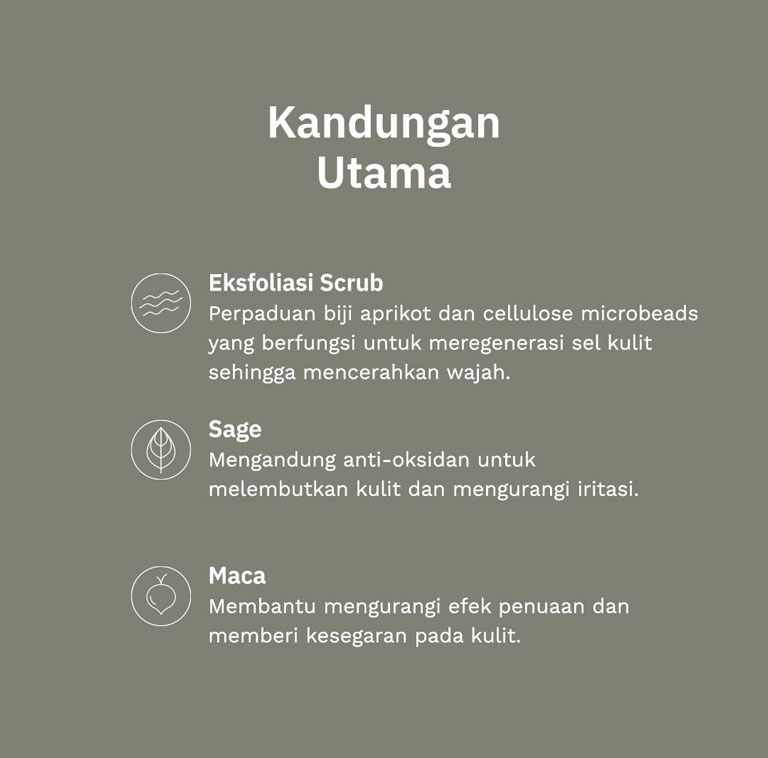 Kandungan
Utama
Eksfoliasi Scrub
Perpaduan biji aprikot dan cellulose microbeads
yang berfungsi untuk meregenerasi sel kulit
sehingga mencerahkan wajah.
Sage
Mengandung anti-oksidan untuk
melembutkan kulit dan mengurangi iritasi.
Maca
Membantu mengurangi efek penuaan dan
memberi kesegaran pada kulit.